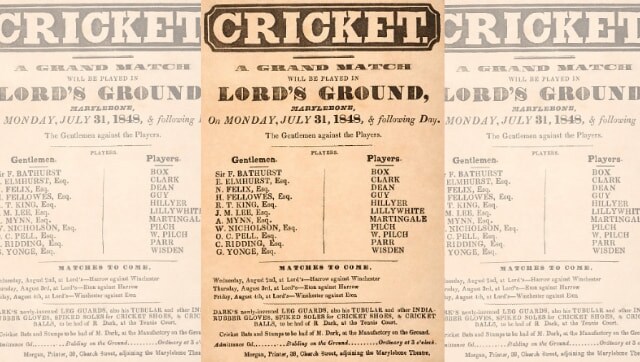 CRICKET.
A GRAND MATCH
WILL BE PLAYED IN
LORD'S GROUND,
MARYLEBONE,
On MONDAY, JULY 31, 1848, & following Day.
The Gentlemen against the Players.
PLAYERS.
Gentlemen. Players.
Sir F. BATHURST BOX
E. ELMHURST, Esq. CLARK
N. FELIX, Esq. DEAN
H. FELLOWES, Esq. GUY
R. T. KING, Esq. HILLYER
J. M. LEE, Esq. LILLYWHITE
A. MYNN, Esq. MARTINGALE
W. NICHOLSON, Esq. PILCH
O. C. PELL, Esq. W. PILCH
C. RIDDING, Esq. PARR
G. YONGE, Esq. WISDEN
MATCHES TO COME.
Wednesday, August 2nd, at Lord's—Harrow against Winchester
Thursday, August 3rd, at Lord's—Eton against Harrow
Friday, August 4th, at Lord's—Winchester against Eton
DARK'S newly-invented LEG GUARDS, also his TUBULAR and other INDIA-
RUBBER GLOVES, SPIKED SOLES for CRICKET SHOES, & CRICKET
BALLS, to be had of R. Dark, at the Tennis Court.
Cricket Bats and Stumps to be had of M. Dark, at the Manufactory on the Ground.
Admittance 6d. Stabling on the Ground. Ordinary at 3 o'clock.
Morgan, Printer, 39, Church Street, adjoining the Marylebone Theatre.